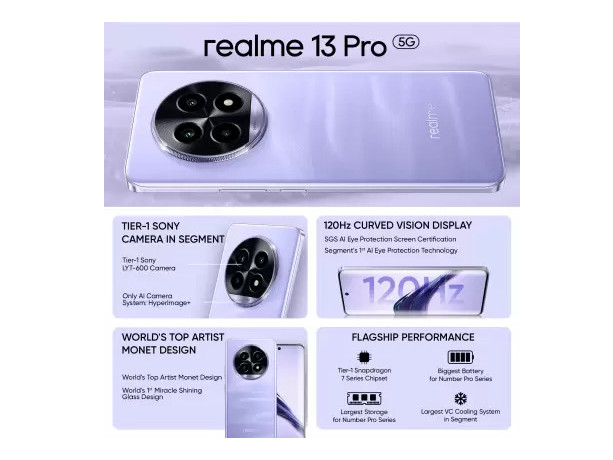 realme 13 Pro 5G
realme
TIER-1 SONY
CAMERA IN SEGMENT
Tier-1 Sony
LYT-600 Camera
Only AI Camera
System: HyperImage+
120Hz CURVED VISION DISPLAY
SGS AI Eye Protection Screen Certification
Segment's 1st AI Eye Protection Technology
120Hz
WORLD'S TOP ARTIST
MONET DESIGN
World's Top Artist Monet Design
World's 1st Miracle Shining
Glass Design
FLAGSHIP PERFORMANCE
Tier-1 Snapdragon
7 Series Chipset
Biggest Battery
for Number Pro Series
Largest Storage
for Number Pro Series
Largest VC Cooling System
in Segment